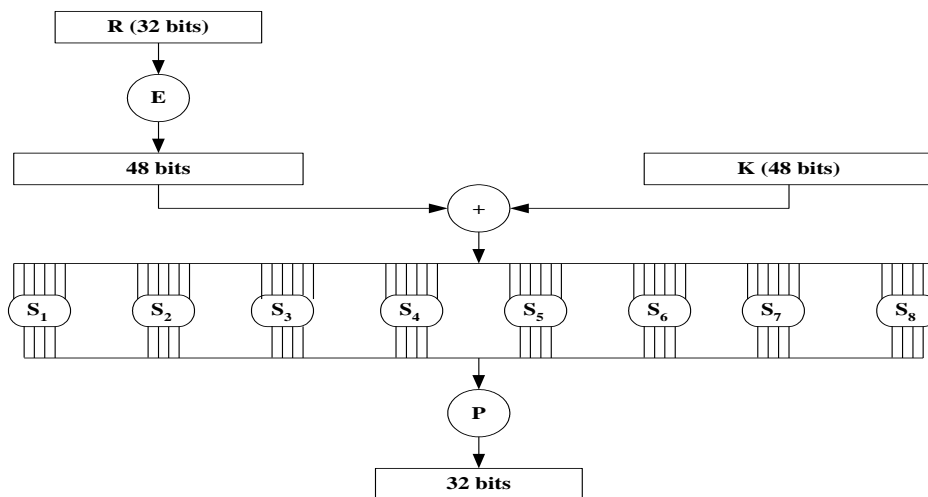 R (32 bits)
E
48 bits
K (48 bits)
+
S1 S2 S3 S4 S5 S6 S7 S8
P
32 bits